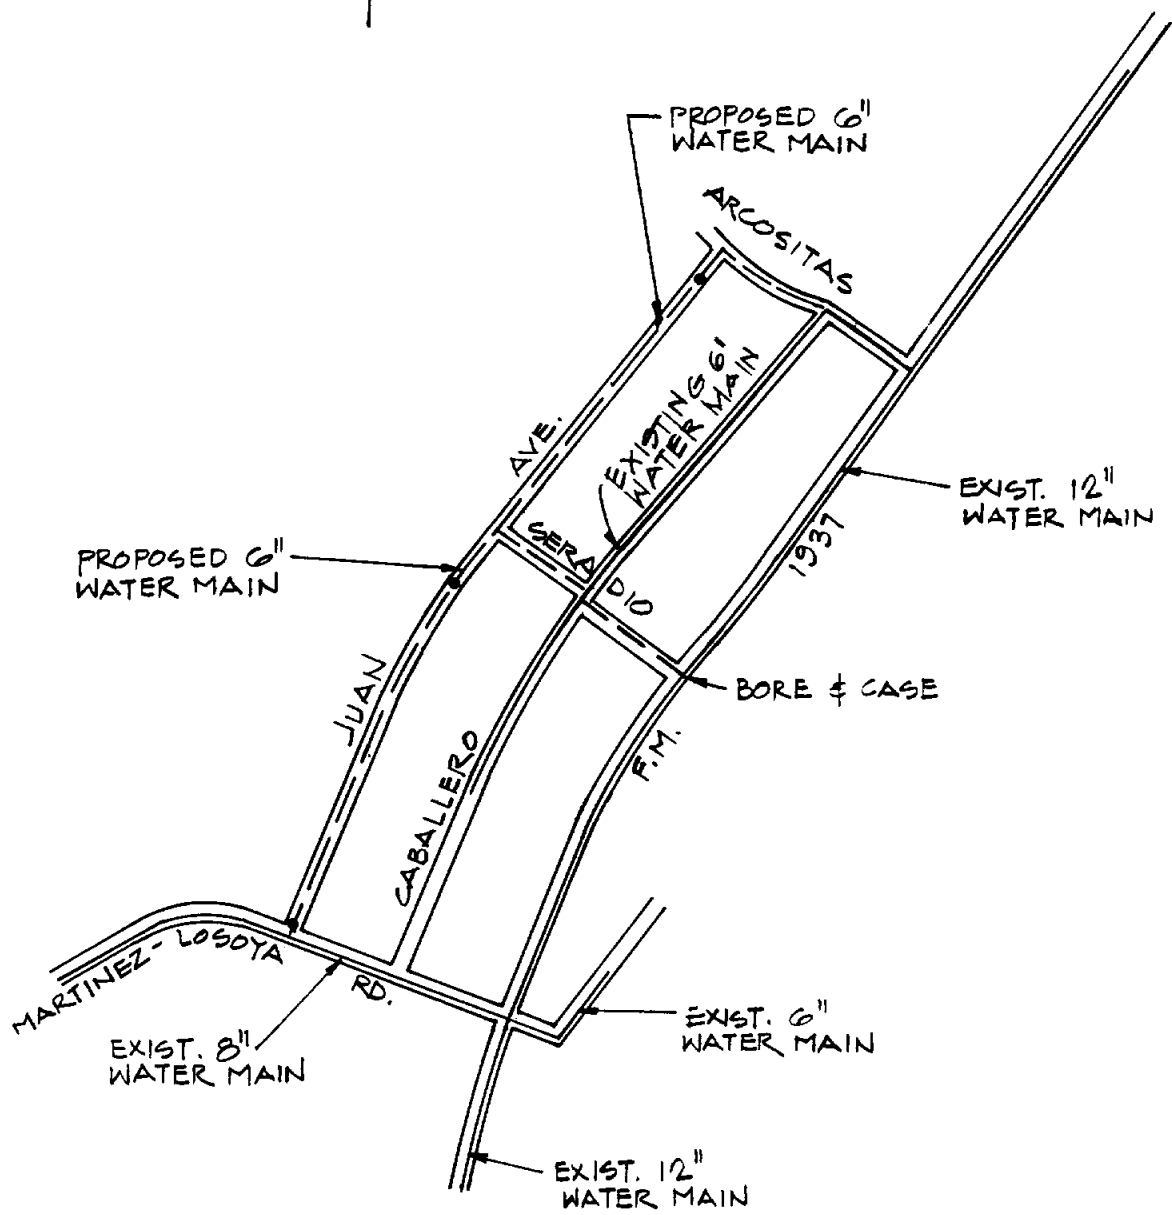 PROPOSED 6"
WATER MAIN
ARCOSITAS
EXISTING 6"
WATER MAIN
AVE.
EXIST. 12"
WATER MAIN
1937
SERADIO
PROPOSED 6"
WATER MAIN
BORE & CASE
JUAN
F.M.
CABALLERO
MARTINEZ-LOSOYA
RD.
EXIST. 8"
WATER MAIN
EXIST. 6"
WATER MAIN
EXIST. 12"
WATER MAIN